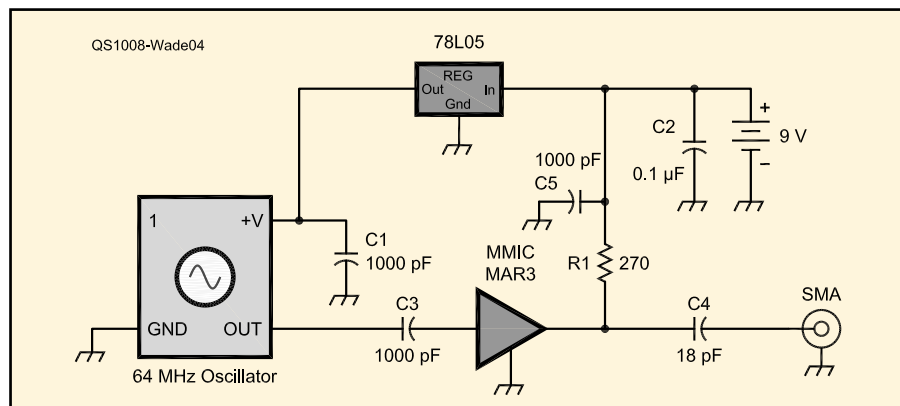 QS1008-Wade04
78L05
REG
Out
In
Gnd
C2
0.1 µF
+
9 V
–
1000 pF
C5
1
+V
C1
1000 pF
MMIC
MAR3
R1
270
GND
OUT
C3
1000 pF
C4
18 pF
SMA
64 MHz Oscillator